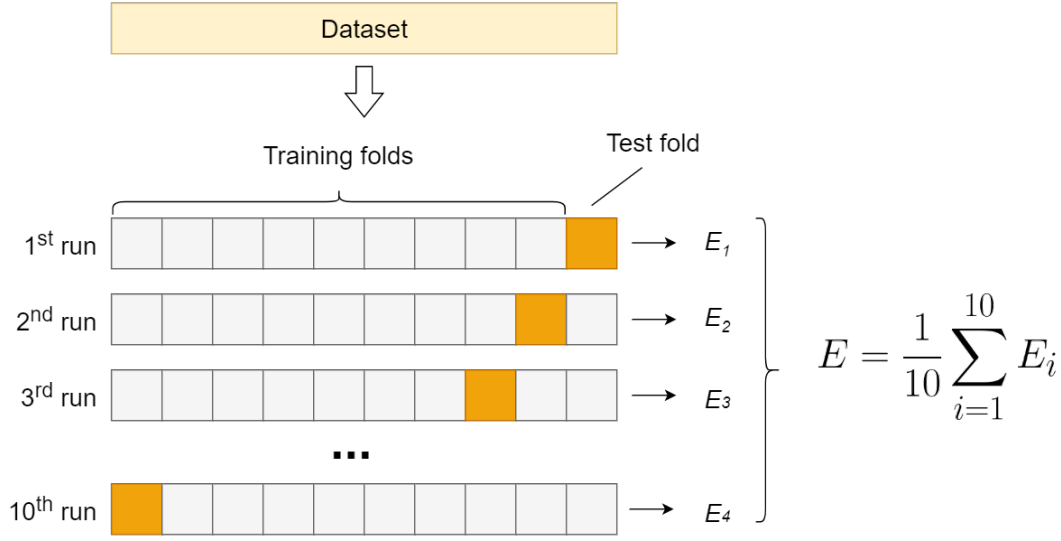 Dataset
Training folds
Test fold
1st run
E1
2nd run
E2
3rd run
E3
...
10th run
E4
E = 1/10 ∑_{i=1}^{10} E_i